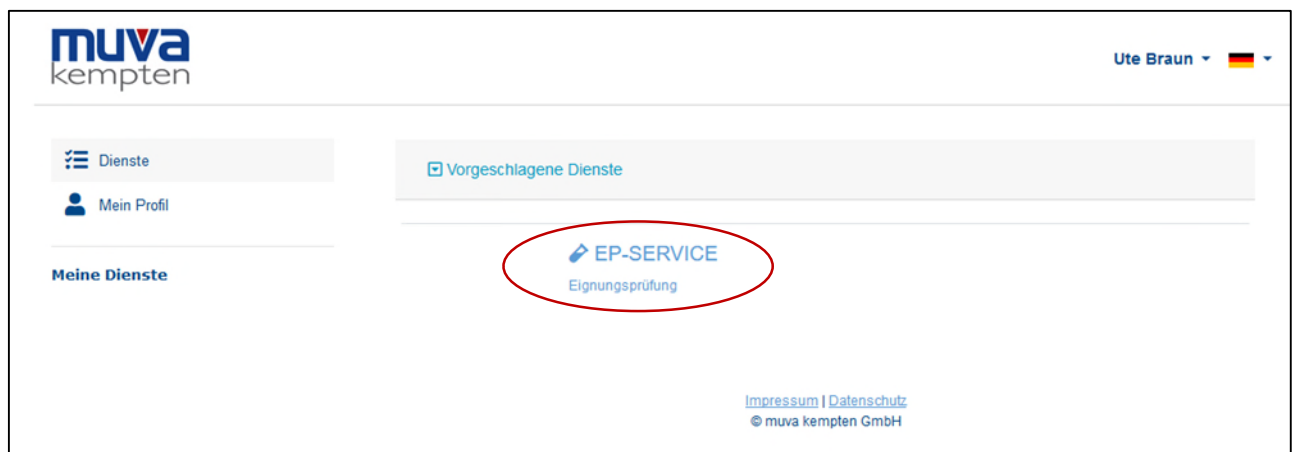 muva
kempten
Ute Braun
Dienste
Mein Profil
Meine Dienste
Vorgeschlagene Dienste
EP-SERVICE
Eignungsprüfung
Impressum | Datenschutz
© muva kempten GmbH